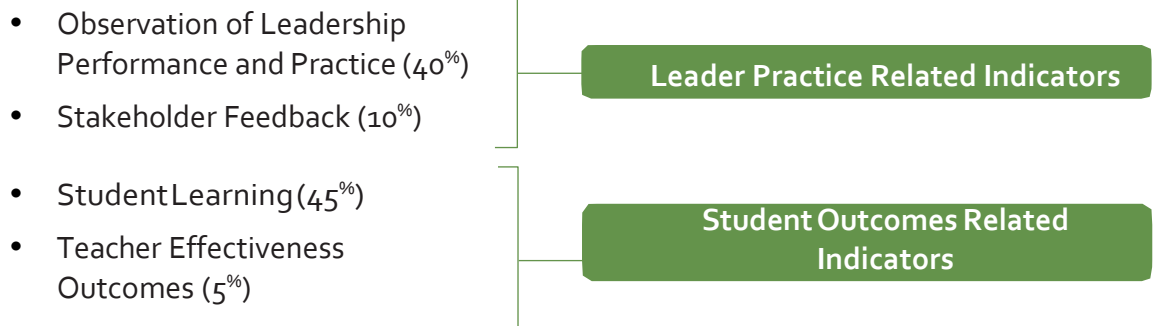 • Observation of Leadership
Performance and Practice (40%)
• Stakeholder Feedback (10%)
Leader Practice Related Indicators
• Student Learning (45%)
• Teacher Effectiveness
Outcomes (5%)
Student Outcomes Related
Indicators